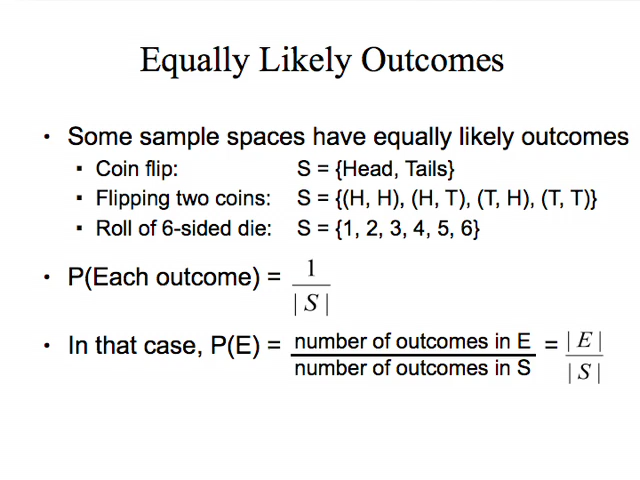 Equally Likely Outcomes
• Some sample spaces have equally likely outcomes
▪ Coin flip: S = {Head, Tails}
▪ Flipping two coins: S = {(H, H), (H, T), (T, H), (T, T)}
▪ Roll of 6-sided die: S = {1, 2, 3, 4, 5, 6}
• P(Each outcome) = 1 / |S|
• In that case, P(E) = number of outcomes in E / number of outcomes in S = |E| / |S|